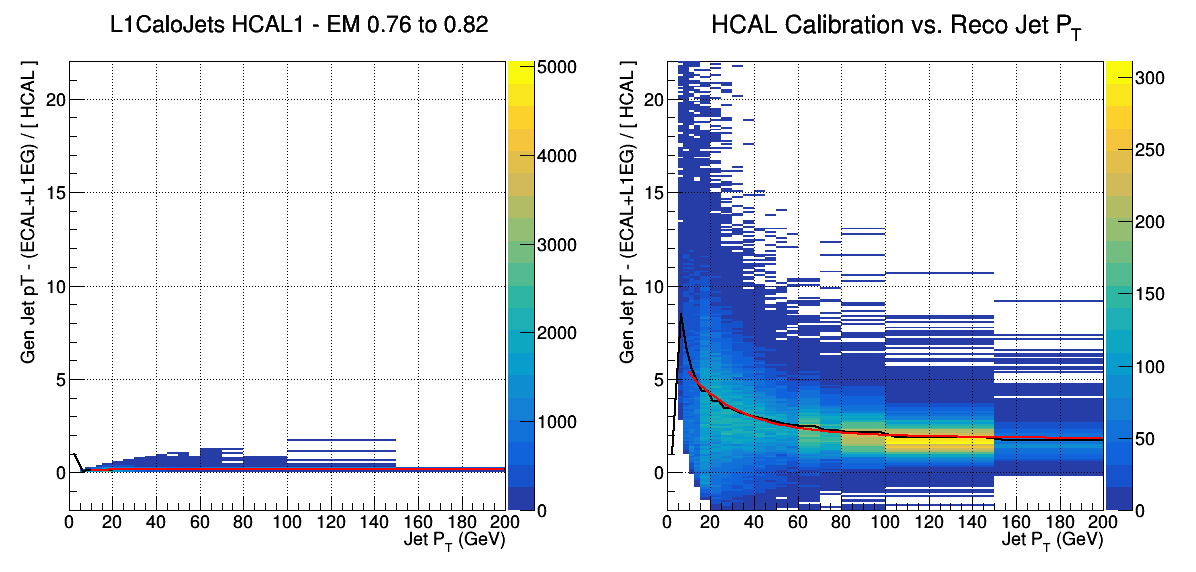 L1CaloJets HCAL1 - EM 0.76 to 0.82
Gen Jet pT - (ECAL+L1EG) / [ HCAL ]
20
15
10
5
0
0 20 40 60 80 100 120 140 160 180 200
Jet P_T (GeV)
5000
4000
3000
2000
1000
0
HCAL Calibration vs. Reco Jet P_T
Gen Jet pT - (ECAL+L1EG) / [ HCAL ]
20
15
10
5
0
0 20 40 60 80 100 120 140 160 180 200
Jet P_T (GeV)
300
250
200
150
100
50
0